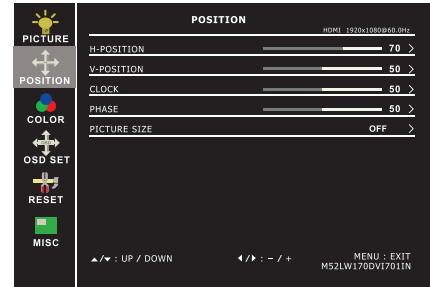 POSITION
HDMI 1920x1080@60.0Hz
PICTURE
POSITION
COLOR
OSD SET
RESET
MISC
H-POSITION 70 >
V-POSITION 50 >
CLOCK 50 >
PHASE 50 >
PICTURE SIZE OFF >
▲/▼ : UP / DOWN ◀/▶ : – / + MENU : EXIT
M52LW170DVI701IN